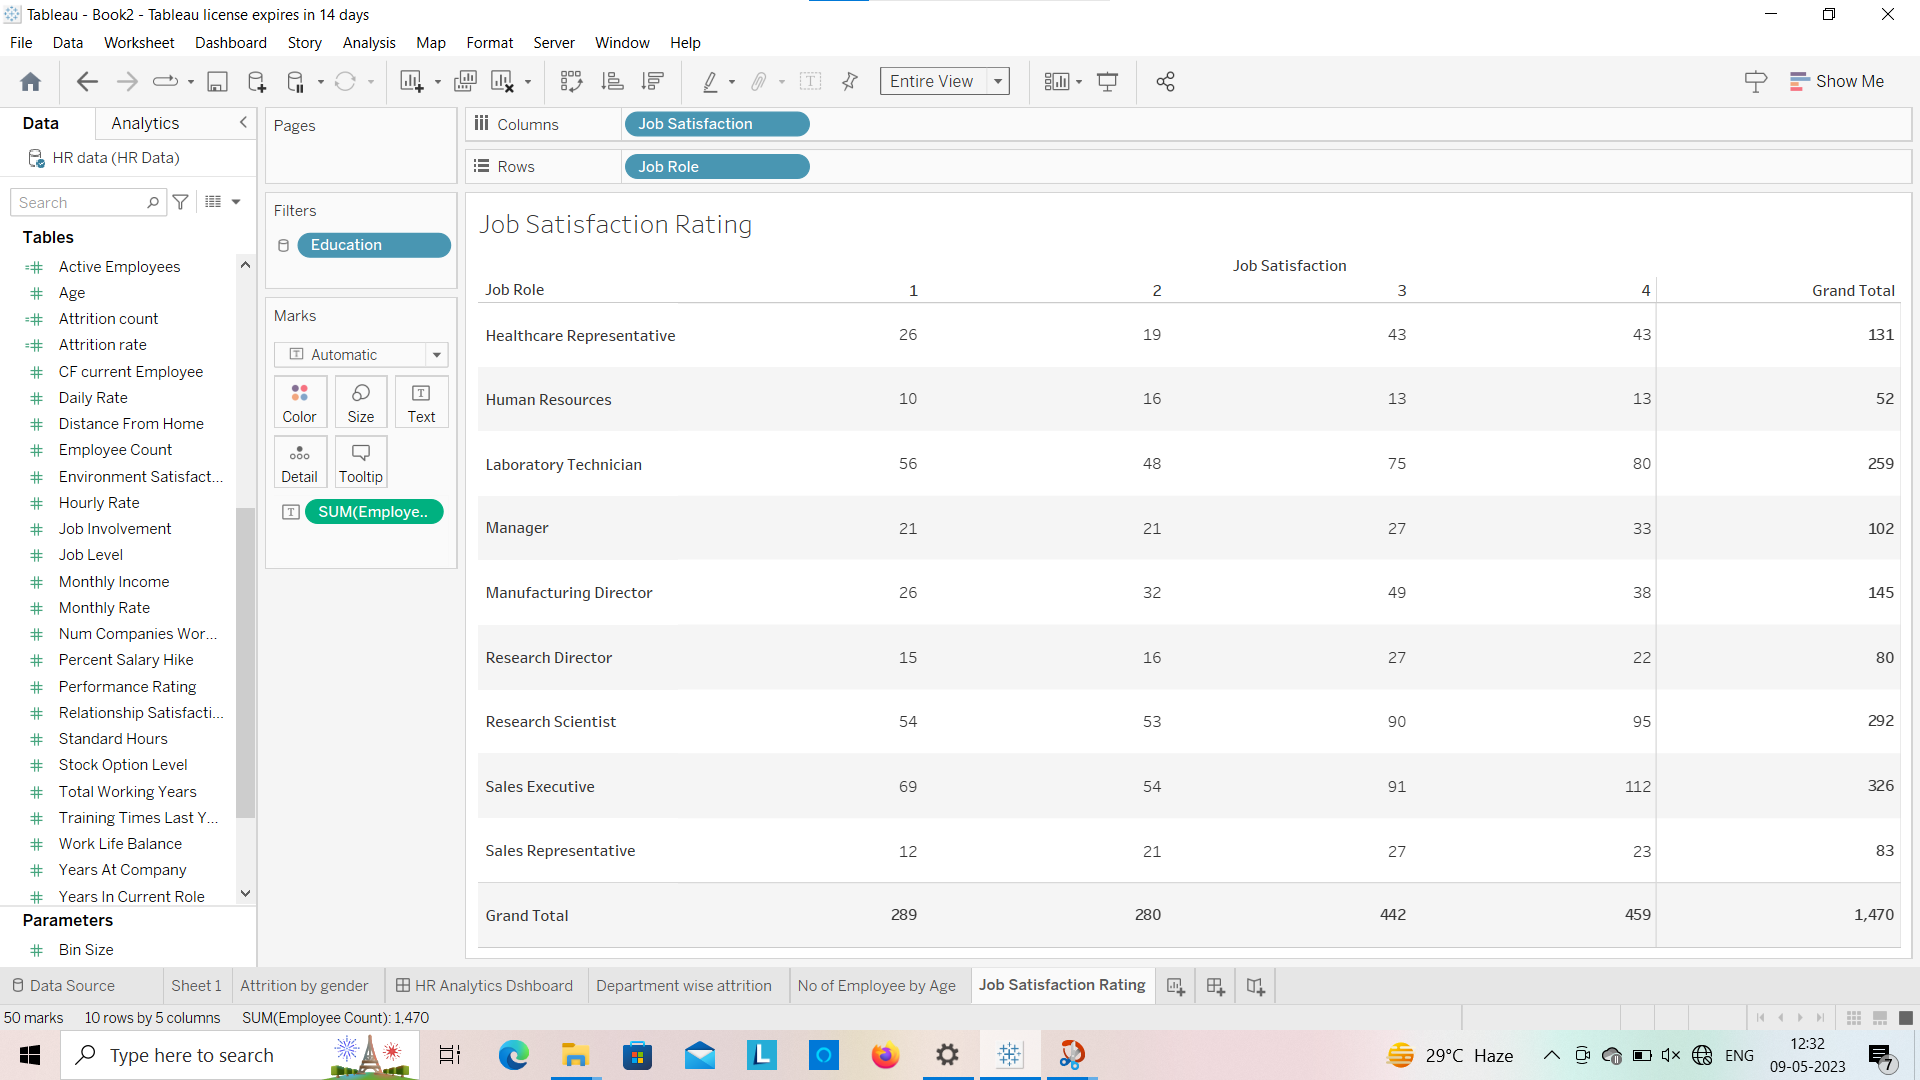 Tableau - Book2 - Tableau license expires in 14 days
File Data Worksheet Dashboard Story Analysis Map Format Server Window Help
Entire View
Show Me
Data Analytics
HR data (HR Data)
Search
Tables
Active Employees
Age
Attrition count
Attrition rate
CF current Employee
Daily Rate
Distance From Home
Employee Count
Environment Satisfact...
Hourly Rate
Job Involvement
Job Level
Monthly Income
Monthly Rate
Num Companies Wor...
Percent Salary Hike
Performance Rating
Relationship Satisfacti...
Standard Hours
Stock Option Level
Total Working Years
Training Times Last Y...
Work Life Balance
Years At Company
Years In Current Role
Parameters
Bin Size
Pages
Filters
Education
Marks
Automatic
Color Size Text
Detail Tooltip
SUM(Employe..
Columns Job Satisfaction
Rows Job Role
Job Satisfaction Rating
Job Satisfaction
Job Role 1 2 3 4 Grand Total
Healthcare Representative 26 19 43 43 131
Human Resources 10 16 13 13 52
Laboratory Technician 56 48 75 80 259
Manager 21 21 27 33 102
Manufacturing Director 26 32 49 38 145
Research Director 15 16 27 22 80
Research Scientist 54 53 90 95 292
Sales Executive 69 54 91 112 326
Sales Representative 12 21 27 23 83
Grand Total 289 280 442 459 1,470
Data Source Sheet 1 Attrition by gender HR Analytics Dshboard Department wise attrition No of Employee by Age Job Satisfaction Rating
50 marks 10 rows by 5 columns SUM(Employee Count): 1,470
Type here to search
29°C Haze
ENG
12:32
09-05-2023
7